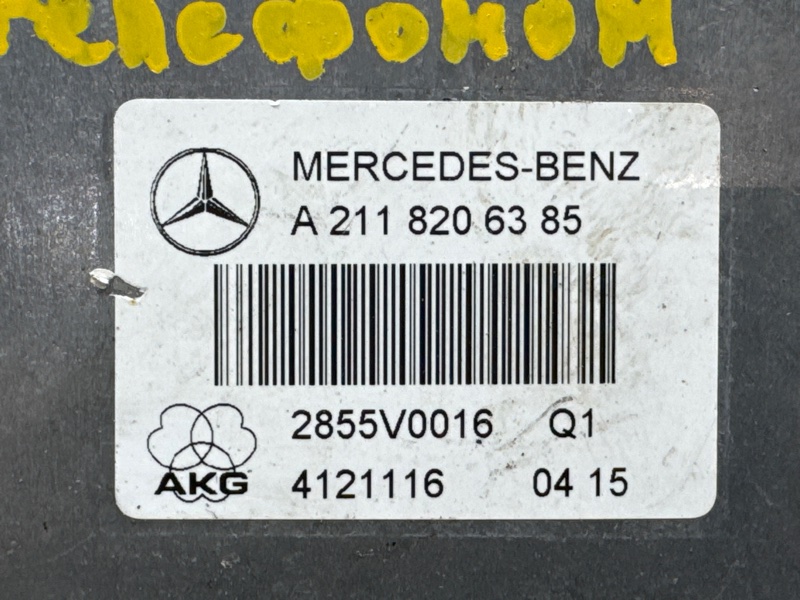 телефоном
MERCEDES-BENZ
A 211 820 63 85
2855V0016 Q1
AKG
4121116 04 15